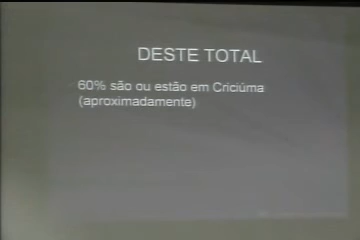 DESTE TOTAL
60% são ou estão em Criciúma
(aproximadamente)